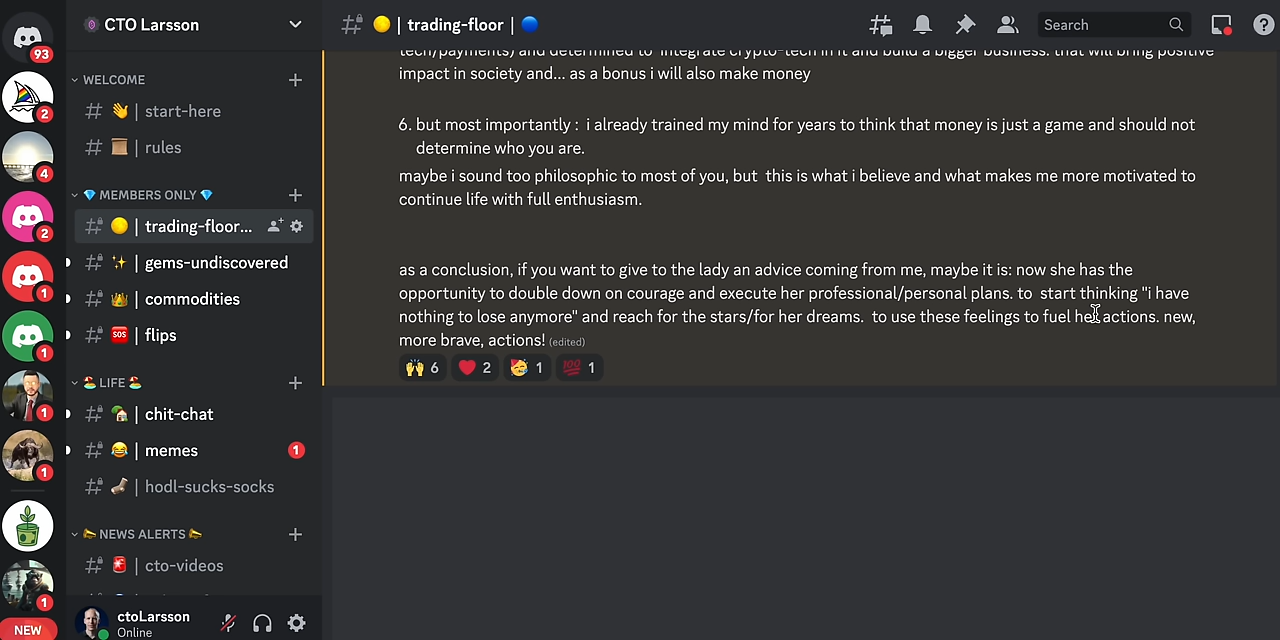 93
2
4
2
1
1
1
1
1
NEW
CTO Larsson
WELCOME
| start-here
| rules
MEMBERS ONLY
| trading-floor...
| gems-undiscovered
| commodities
SOS | flips
LIFE
| chit-chat
| memes 1
| hodl-sucks-socks
NEWS ALERTS
| cto-videos
ctoLarsson
Online
| trading-floor |
Search
tech/payments) and determined to integrate crypto-tech in it and build a bigger business. that will bring positive
impact in society and... as a bonus i will also make money
6. but most importantly : i already trained my mind for years to think that money is just a game and should not
determine who you are.
maybe i sound too philosophic to most of you, but this is what i believe and what makes me more motivated to
continue life with full enthusiasm.
as a conclusion, if you want to give to the lady an advice coming from me, maybe it is: now she has the
opportunity to double down on courage and execute her professional/personal plans. to start thinking "i have
nothing to lose anymore" and reach for the stars/for her dreams. to use these feelings to fuel her actions. new,
more brave, actions! (edited)
6 2 1 100 1